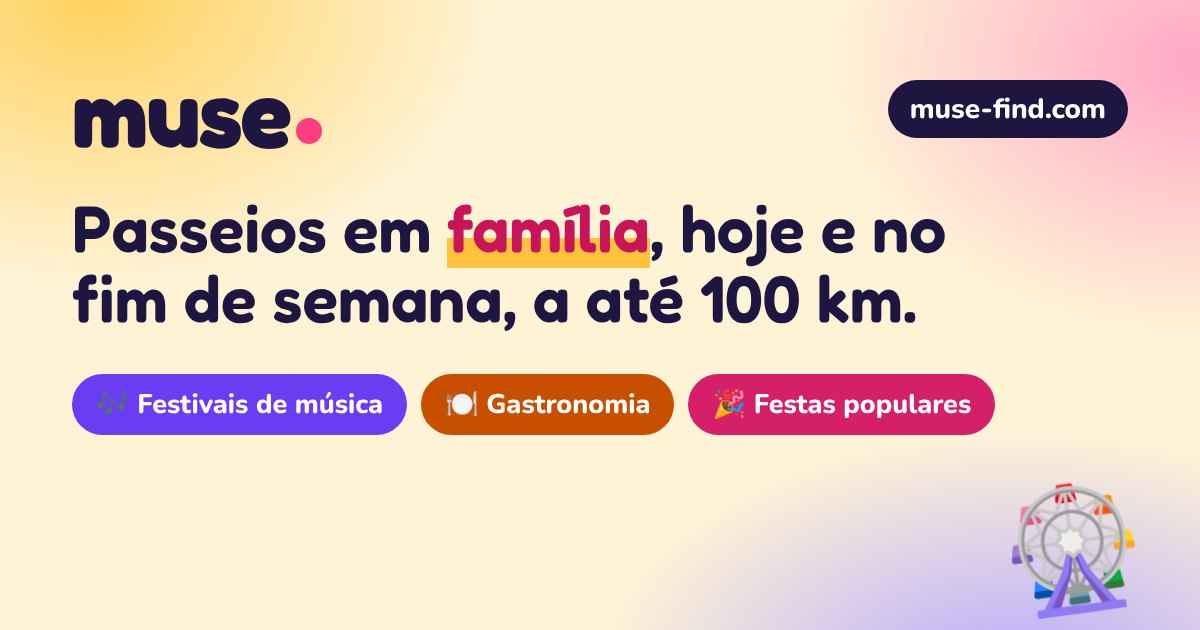 muse.
muse-find.com
Passeios em família, hoje e no
fim de semana, a até 100 km.
🎶 Festivais de música
🍽️ Gastronomia
🎉 Festas populares